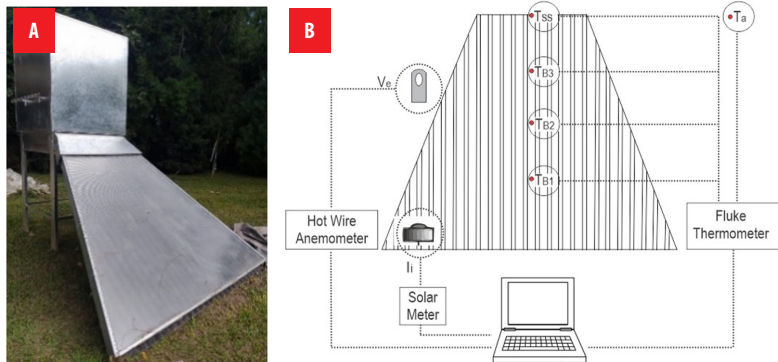 A
B
Tss
Ta
TB3
Ve
TB2
TB1
Hot Wire
Anemometer
Fluke
Thermometer
Ii
Solar
Meter